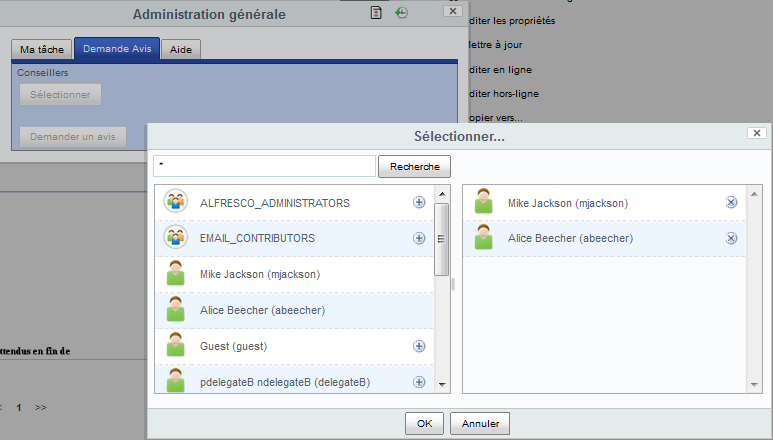 Administration générale
diter les propriétés
Ma tâche
Demande Avis
Aide
lettre à jour
Conseillers
diter en ligne
Sélectionner
diter hors-ligne
opier vers...
Demander un avis
Sélectionner...
*
Recherche
ALFRESCO_ADMINISTRATORS
EMAIL_CONTRIBUTORS
Mike Jackson (mjackson)
Alice Beecher (abeecher)
Guest (guest)
pdelegateB ndelegateB (delegateB)
Mike Jackson (mjackson)
Alice Beecher (abeecher)
ttendus en fin de
1 >>
OK
Annuler